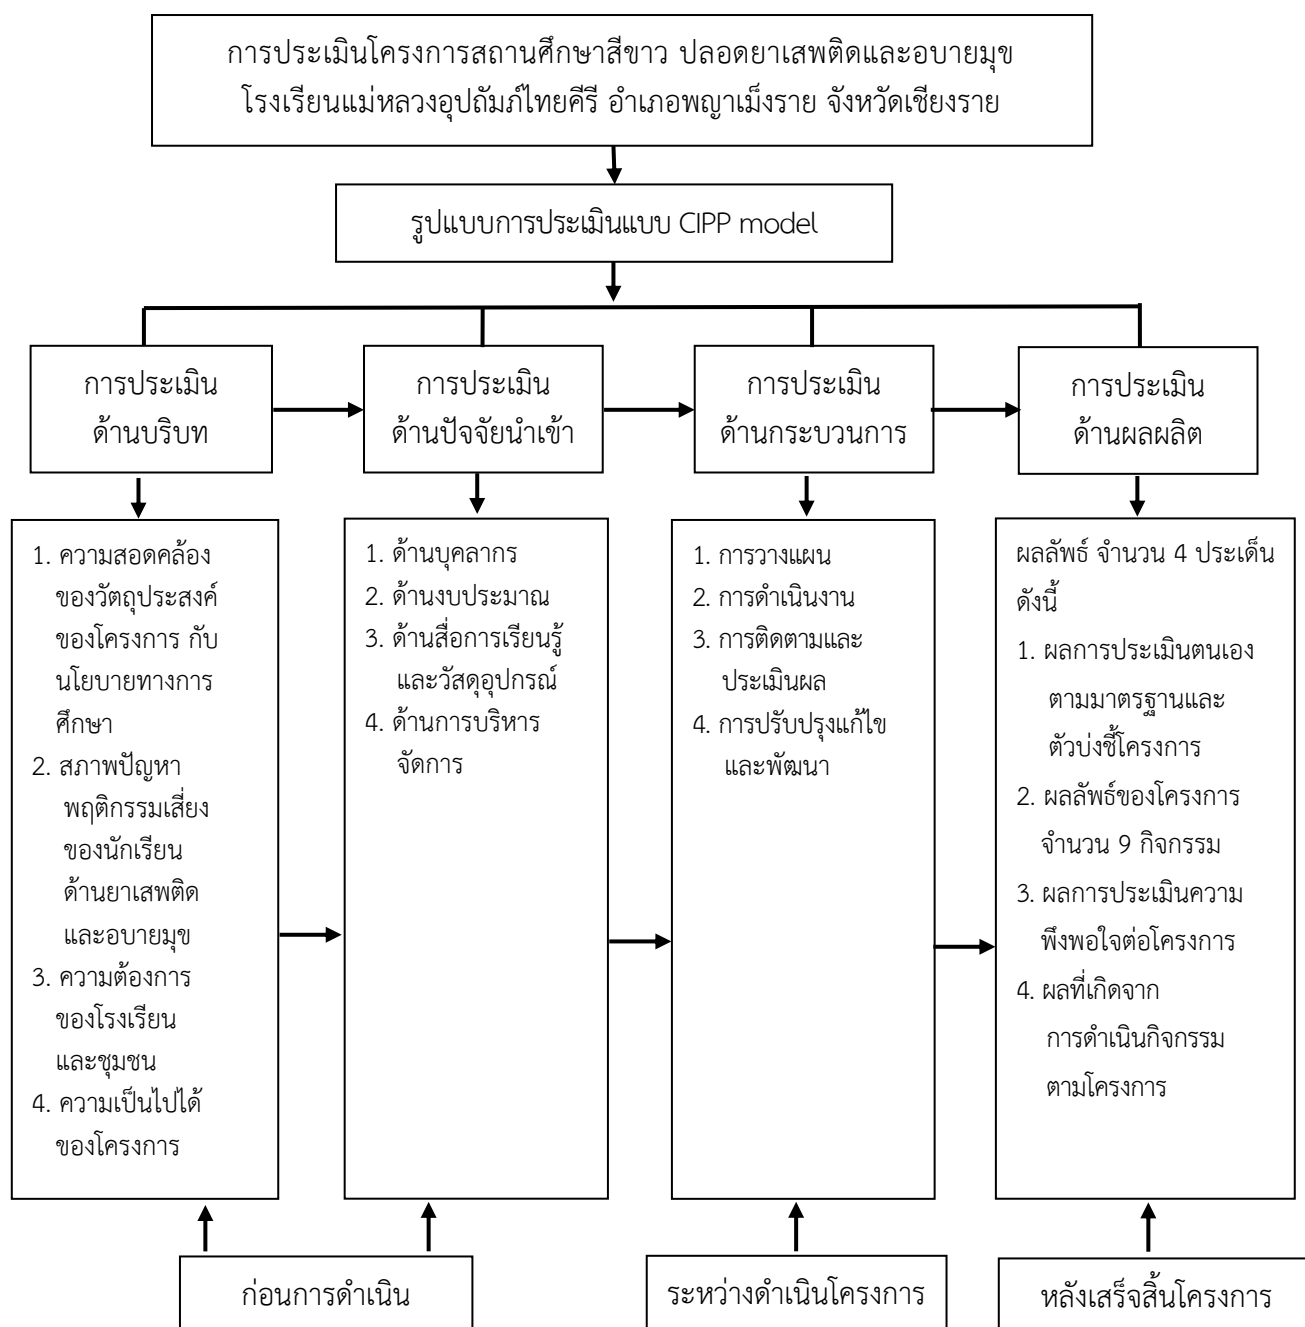 การประเมินโครงการสถานศึกษาสีขาว ปลอดยาเสพติดและอบายมุข
โรงเรียนแม่หลวงอุปถัมภ์ไทยคีรี อำเภอพญาเม็งราย จังหวัดเชียงราย
รูปแบบการประเมินแบบ CIPP model
การประเมิน
ด้านบริบท
การประเมิน
ด้านปัจจัยนำเข้า
การประเมิน
ด้านกระบวนการ
การประเมิน
ด้านผลผลิต
1. ความสอดคล้อง
ของวัตถุประสงค์
ของโครงการ กับ
นโยบายทางการ
ศึกษา
2. สภาพปัญหา
พฤติกรรมเสี่ยง
ของนักเรียน
ด้านยาเสพติด
และอบายมุข
3. ความต้องการ
ของโรงเรียน
และชุมชน
4. ความเป็นไปได้
ของโครงการ
1. ด้านบุคลากร
2. ด้านงบประมาณ
3. ด้านสื่อการเรียนรู้
และวัสดุอุปกรณ์
4. ด้านการบริหาร
จัดการ
1. การวางแผน
2. การดำเนินงาน
3. การติดตามและ
ประเมินผล
4. การปรับปรุงแก้ไข
และพัฒนา
ผลลัพธ์ จำนวน 4 ประเด็น
ดังนี้
1. ผลการประเมินตนเอง
ตามมาตรฐานและ
ตัวบ่งชี้โครงการ
2. ผลลัพธ์ของโครงการ
จำนวน 9 กิจกรรม
3. ผลการประเมินความ
พึงพอใจต่อโครงการ
4. ผลที่เกิดจาก
การดำเนินกิจกรรม
ตามโครงการ
ก่อนการดำเนิน
ระหว่างดำเนินโครงการ
หลังเสร็จสิ้นโครงการ